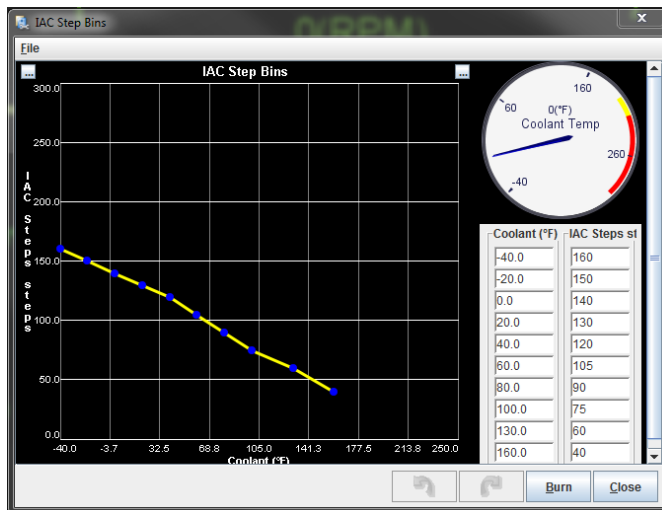 IAC Step Bins
0(RPM)
x
File
... IAC Step Bins ...
300.0
250.0
200.0
150.0
100.0
50.0
0.0
IAC Steps steps
-40.0 -3.7 32.5 68.8 105.0 141.3 177.5 213.8 250.0
Coolant (°F)
160
60
0(°F)
Coolant Temp
260
-40
Coolant (°F) IAC Steps st
-40.0 160
-20.0 150
0.0 140
20.0 130
40.0 120
60.0 105
80.0 90
100.0 75
130.0 60
160.0 40
Burn Close